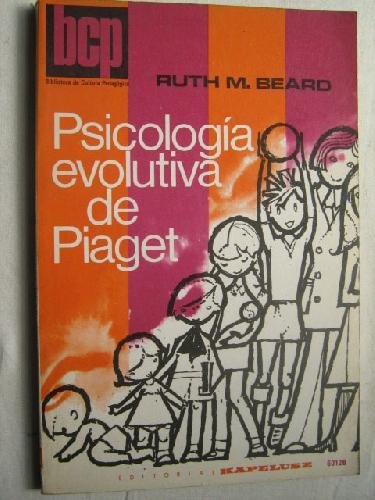 bcp
Biblioteca de Cultura Pedagógica
RUTH M. BEARD
Psicología
evolutiva
de
Piaget
EDITORIAL KAPELUSZ